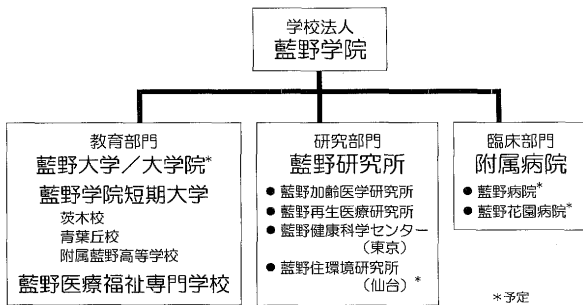 学校法人
藍野学院
教育部門
藍野大学／大学院*
藍野学院短期大学
茨木校
青葉丘校
附属藍野高等学校
藍野医療福祉専門学校
研究部門
藍野研究所
● 藍野加齢医学研究所
● 藍野再生医療研究所
● 藍野健康科学センター
（東京）
● 藍野住環境研究所
（仙台）*
臨床部門
附属病院
● 藍野病院*
● 藍野花園病院*
*予定